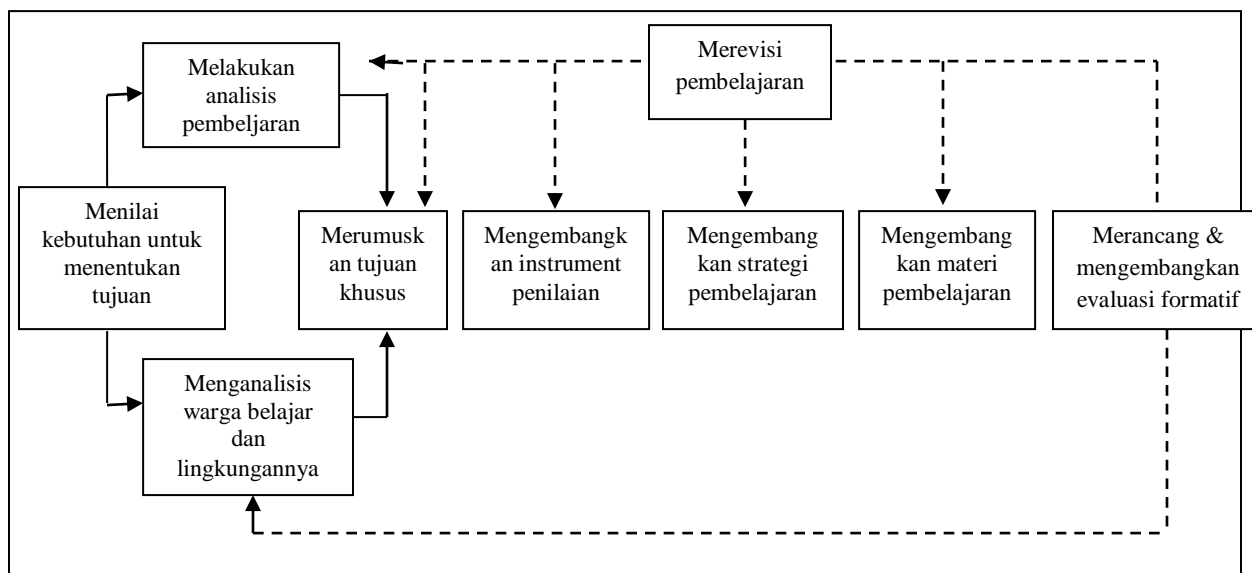 Melakukan
analisis
pembeljaran
Merevisi
pembelajaran
Menilai
kebutuhan untuk
menentukan
tujuan
Merumusk
an tujuan
khusus
Mengembangk
an instrument
penilaian
Mengembang
kan strategi
pembelajaran
Mengembang
kan materi
pembelajaran
Merancang &
mengembangkan
evaluasi formatif
Menganalisis
warga belajar
dan
lingkungannya